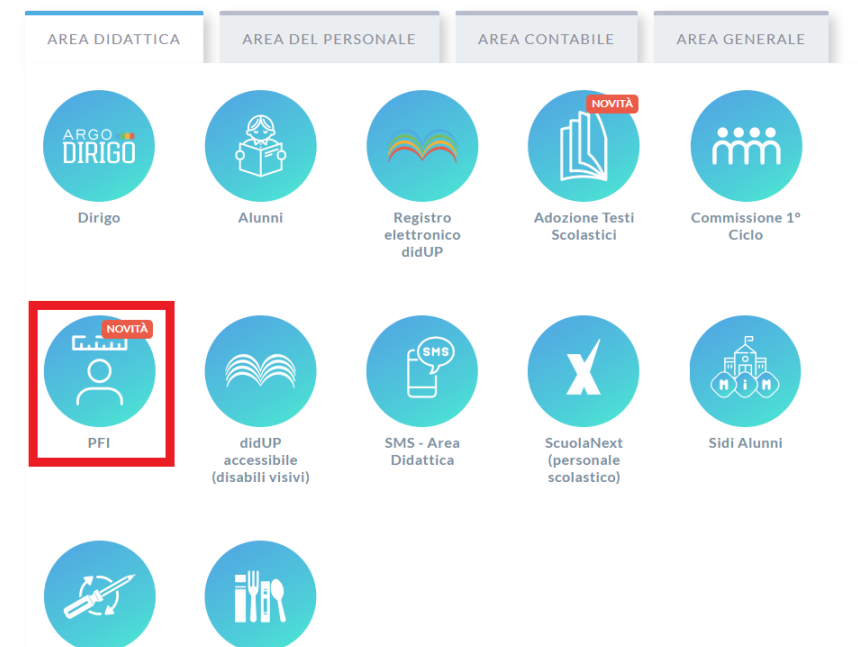 AREA DIDATTICA
AREA DEL PERSONALE
AREA CONTABILE
AREA GENERALE
ARGO
DIRIGO
Dirigo
Alunni
Registro
elettronico
didUP
NOVITÀ
Adozione Testi
Scolastici
Commissione 1°
Ciclo
NOVITÀ
PFI
didUP
accessibile
(disabili visivi)
SMS
SMS - Area
Didattica
X
ScuolaNext
(personale
scolastico)
M i M
Sidi Alunni